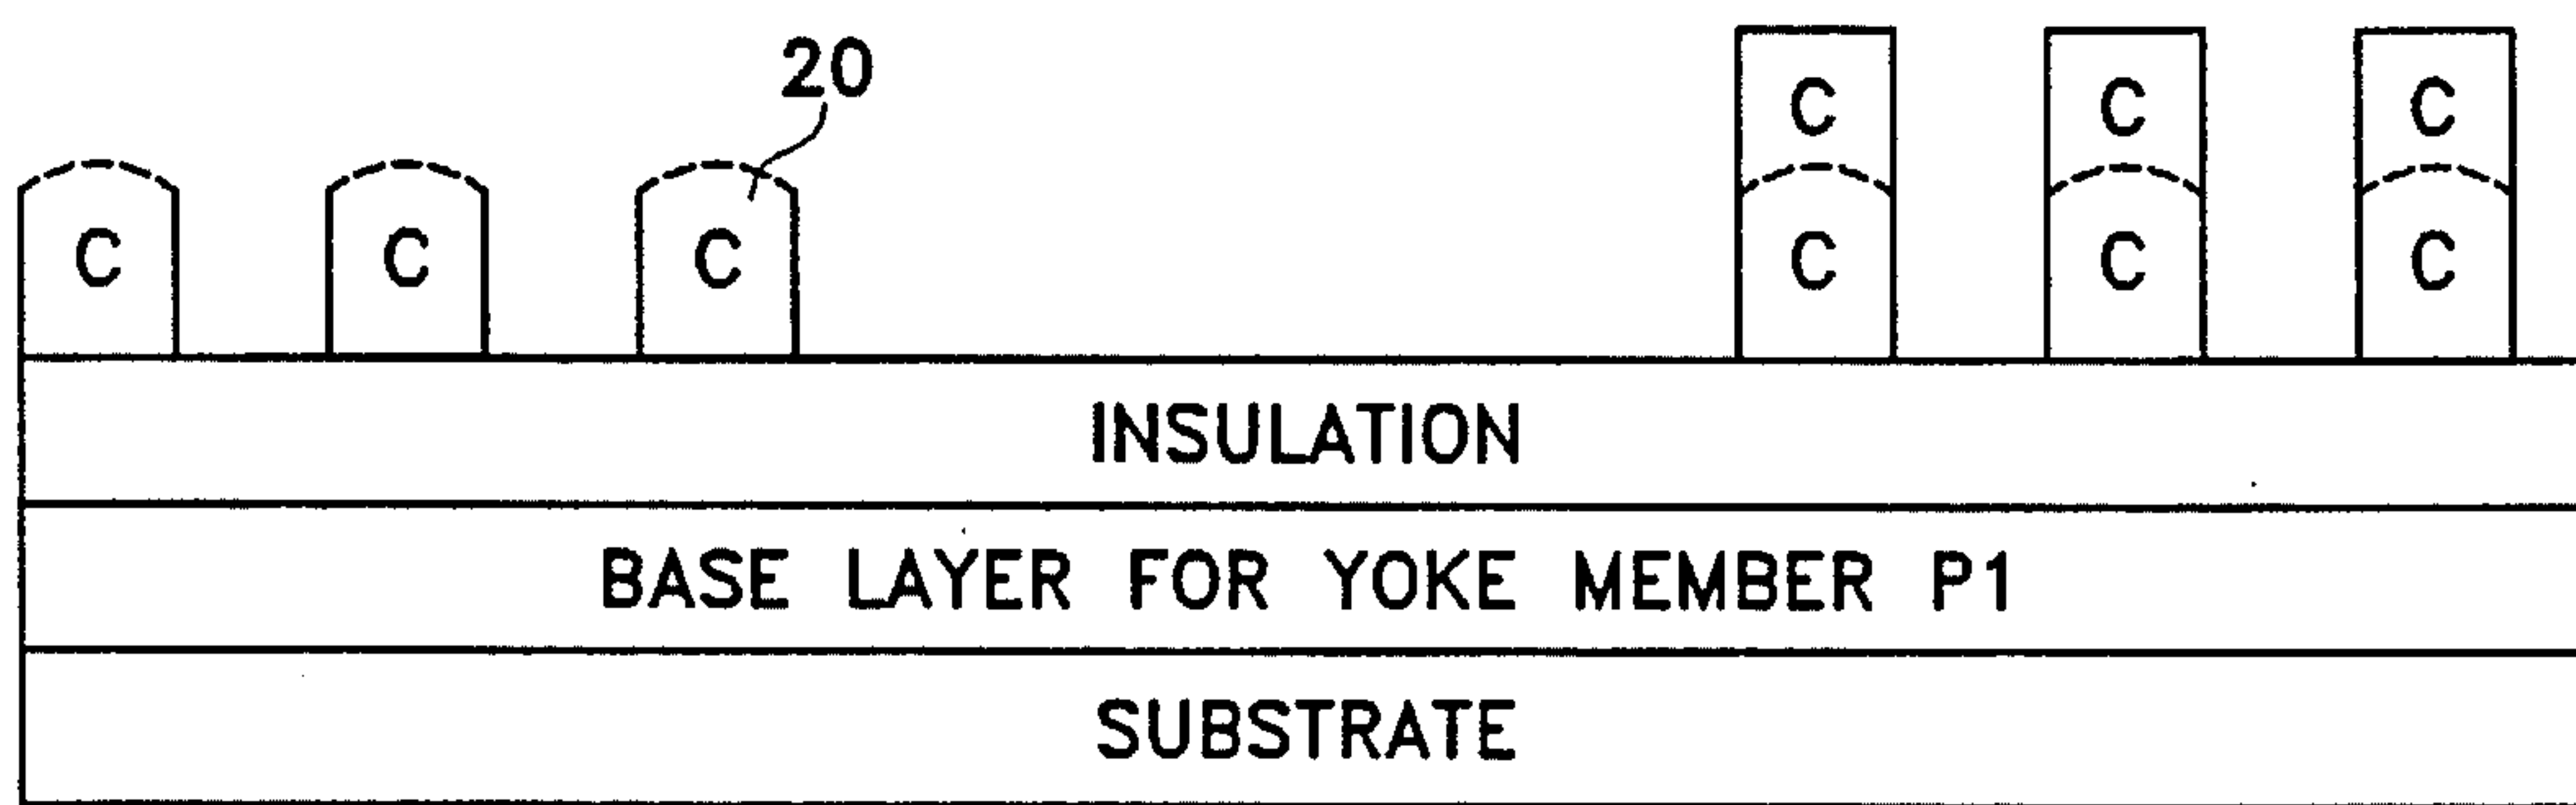 20
C C C
C C C C C C
INSULATION
BASE LAYER FOR YOKE MEMBER P1
SUBSTRATE